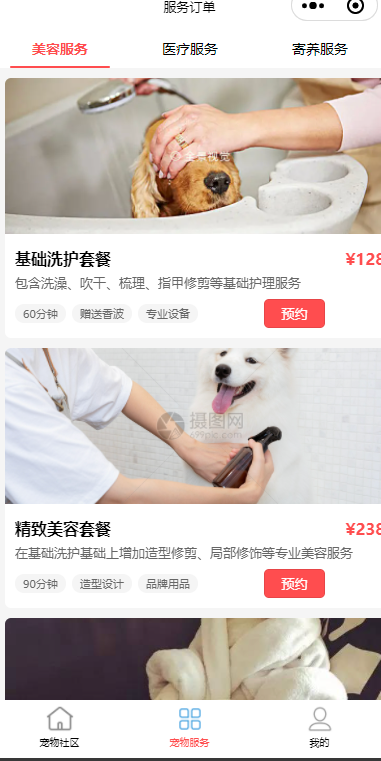 服务订单
美容服务 医疗服务 寄养服务
基础洗护套餐 ¥128
包含洗澡、吹干、梳理、指甲修剪等基础护理服务
60分钟 赠送香波 专业设备 预约
摄图网
699pic.com
精致美容套餐 ¥238
在基础洗护基础上增加造型修剪、局部修饰等专业美容服务
90分钟 造型设计 品牌用品 预约
宠物社区 宠物服务 我的